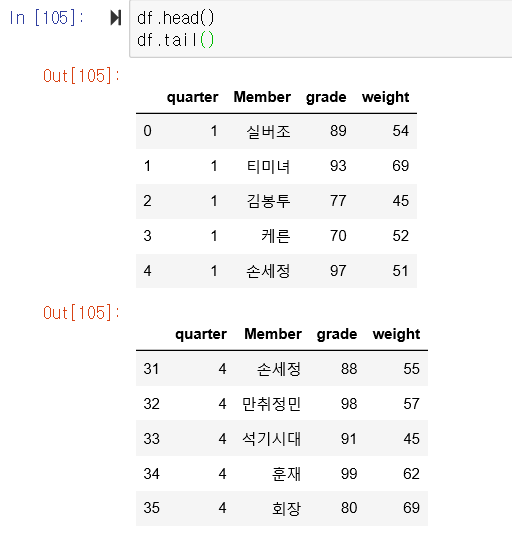 In [105]: df.head()
df.tail()
Out[105]:
quarter Member grade weight
0 1 실버조 89 54
1 1 티미녀 93 69
2 1 김봉투 77 45
3 1 케른 70 52
4 1 손세정 97 51
Out[105]:
quarter Member grade weight
31 4 손세정 88 55
32 4 만취정민 98 57
33 4 석기시대 91 45
34 4 훈재 99 62
35 4 회장 80 69